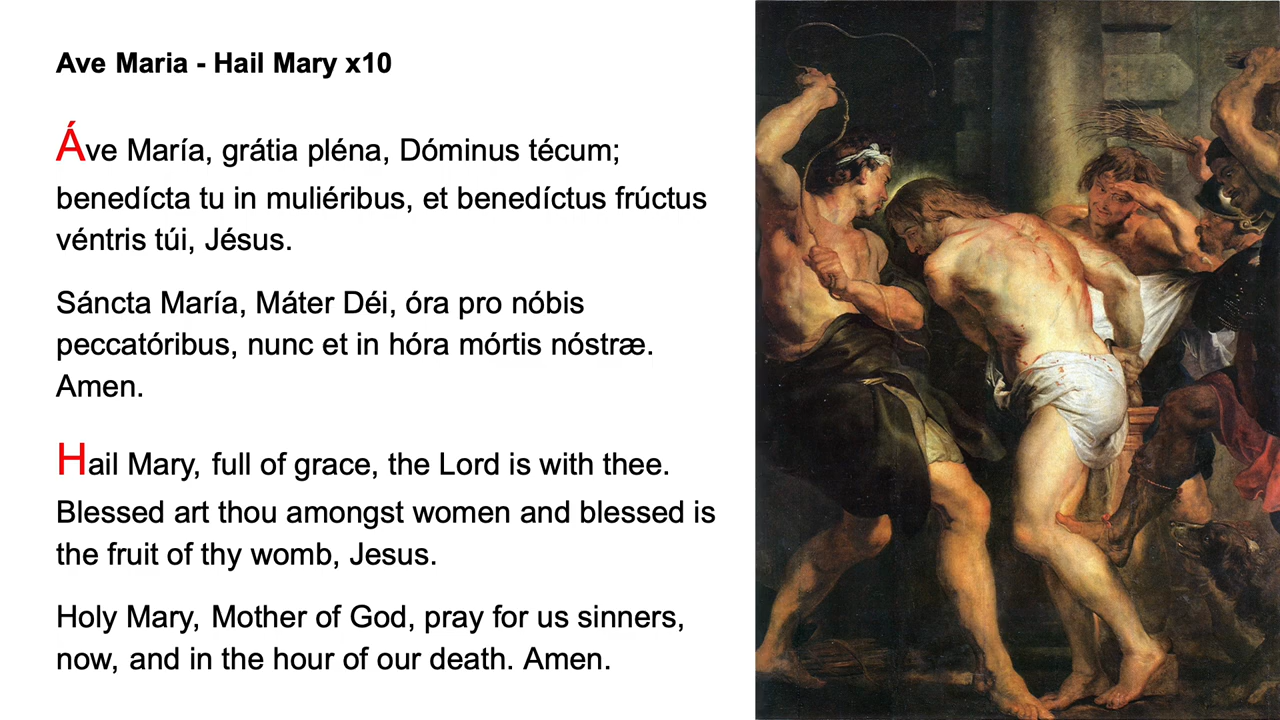 Ave Maria - Hail Mary x10
Áve María, grátia pléna, Dóminus técum;
benedícta tu in muliéribus, et benedíctus frúctus
véntris túi, Jésus.
Sáncta María, Máter Déi, óra pro nóbis
peccatóribus, nunc et in hóra mórtis nóstræ.
Amen.
Hail Mary, full of grace, the Lord is with thee.
Blessed art thou amongst women and blessed is
the fruit of thy womb, Jesus.
Holy Mary, Mother of God, pray for us sinners,
now, and in the hour of our death. Amen.